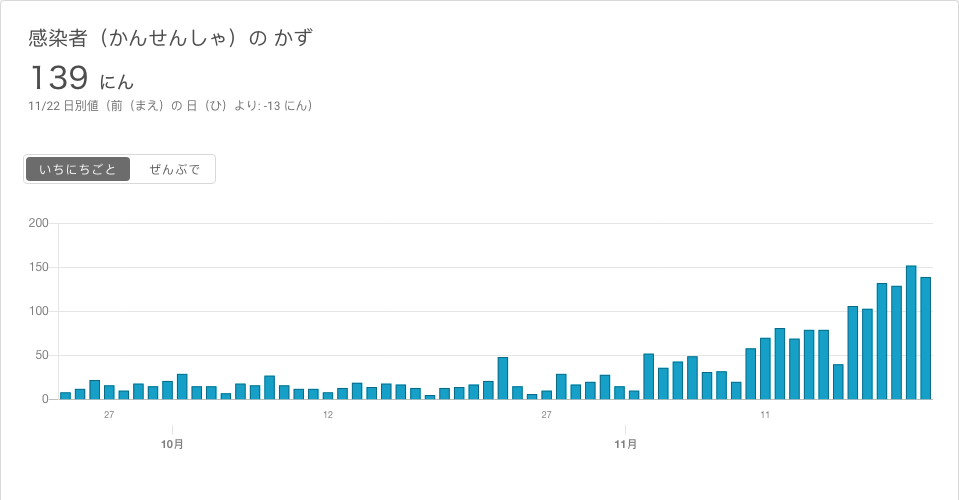 感染者（かんせんしゃ）の かず
139 にん
11/22 日別値（前（まえ）の 日（ひ）より: -13 にん）
いちにちごと ぜんぶで
200
150
100
50
0
27 12 27 11
10月 11月